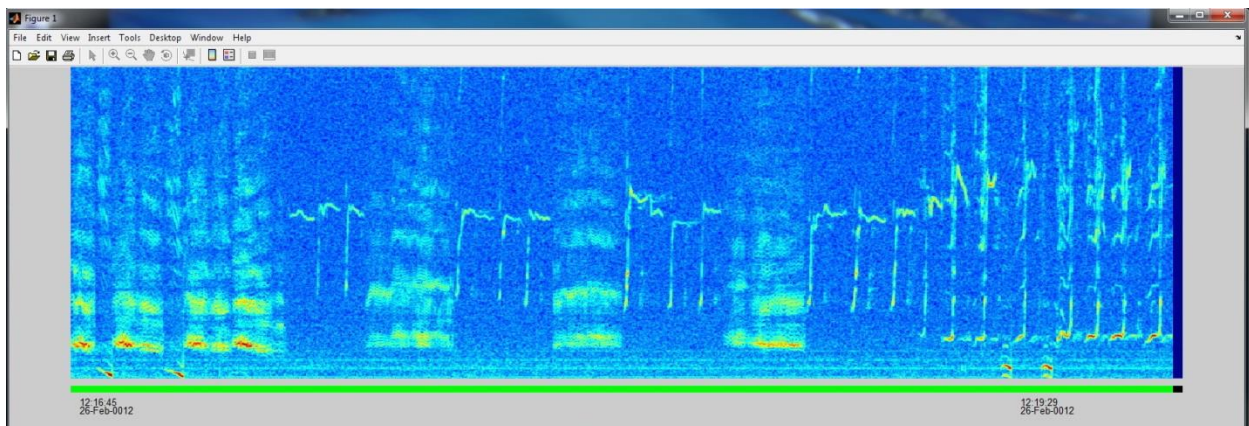 Figure 1
File Edit View Insert Tools Desktop Window Help
12:16:45
26-Feb-0012
12:19:29
26-Feb-0012